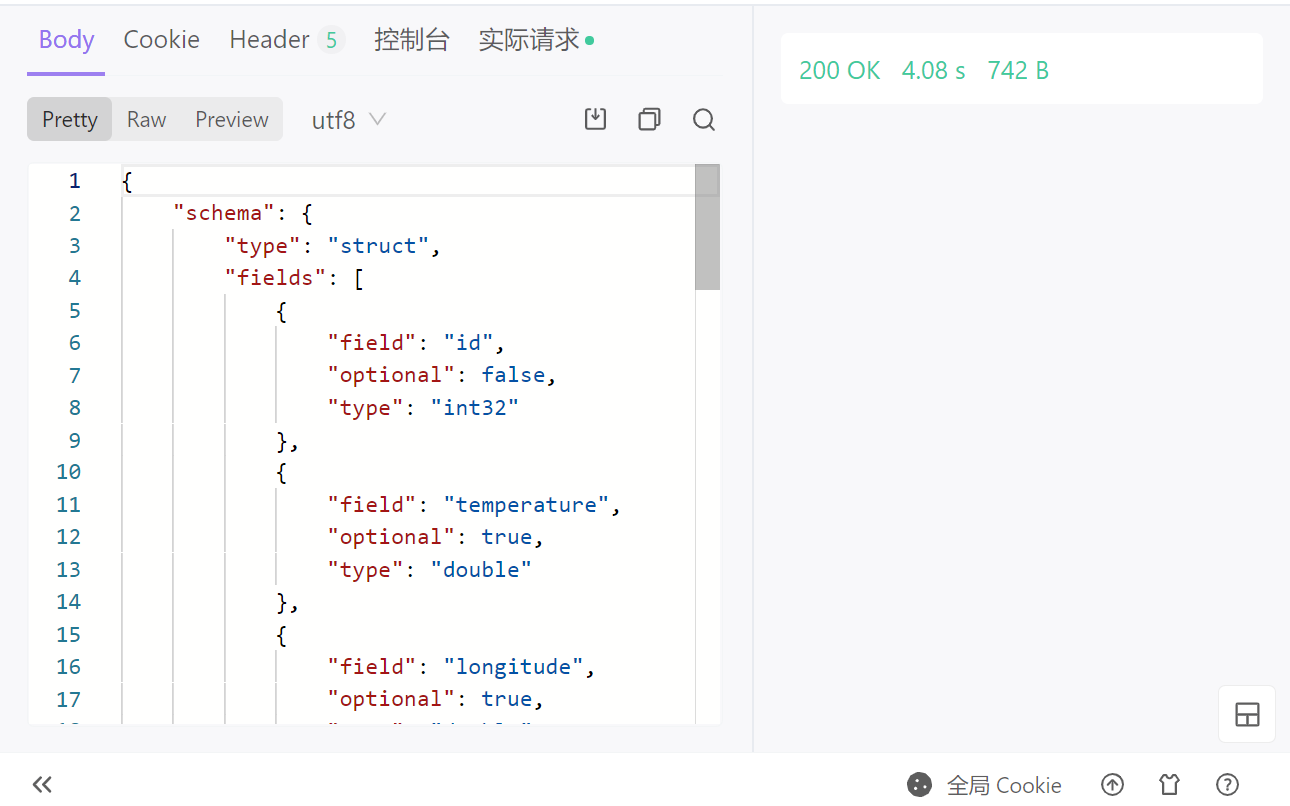 Body Cookie Header 5 控制台 实际请求
200 OK 4.08 s 742 B
Pretty Raw Preview utf8
1 {
2 "schema": {
3 "type": "struct",
4 "fields": [
5 {
6 "field": "id",
7 "optional": false,
8 "type": "int32"
9 },
10 {
11 "field": "temperature",
12 "optional": true,
13 "type": "double"
14 },
15 {
16 "field": "longitude",
17 "optional": true,
全局 Cookie